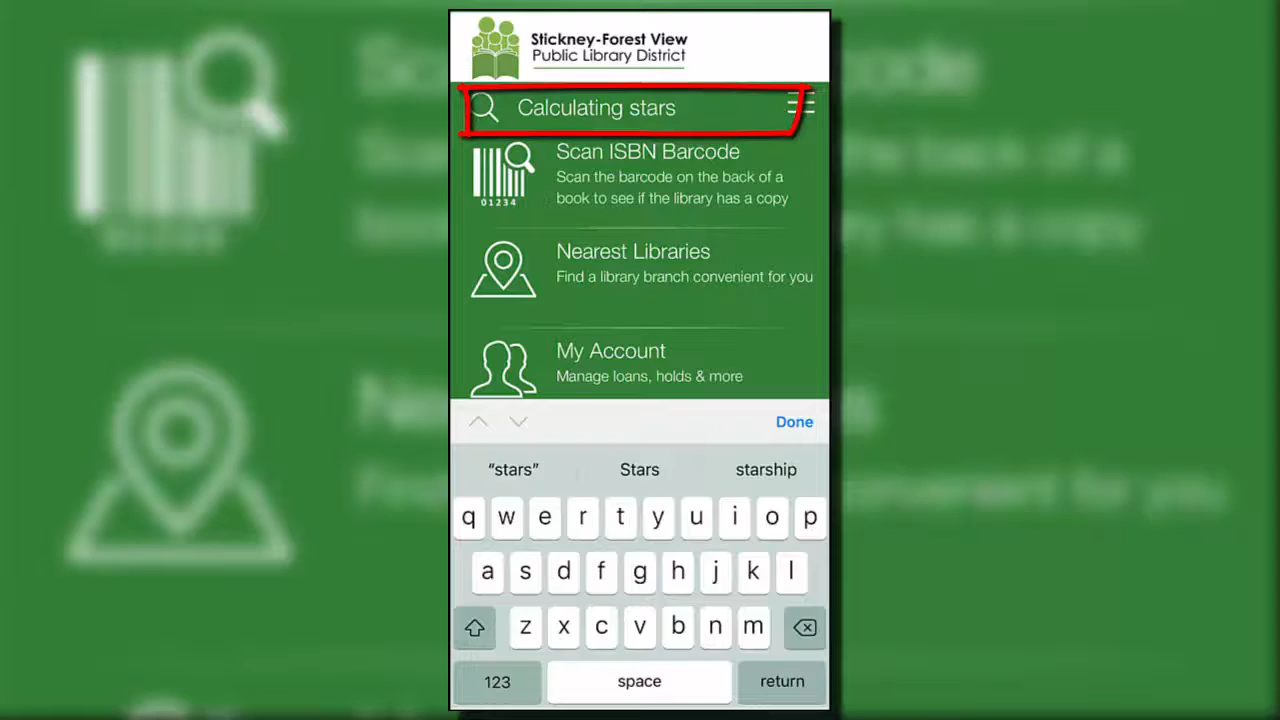 Stickney-Forest View
Public Library District
Calculating stars
Scan ISBN Barcode
Scan the barcode on the back of a
book to see if the library has a copy
01234
Nearest Libraries
Find a library branch convenient for you
My Account
Manage loans, holds & more
Done
“stars” Stars starship
q w e r t y u i o p
a s d f g h j k l
z x c v b n m
123 space return